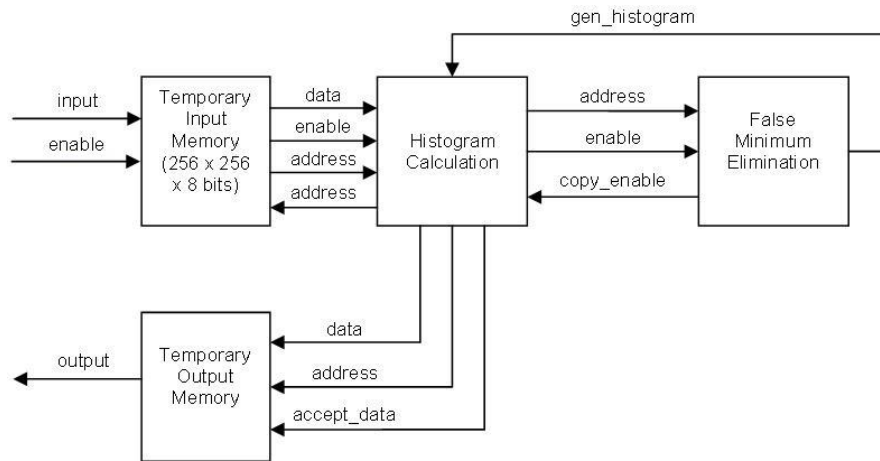 gen_histogram
input
enable
Temporary
Input
Memory
(256 x 256
x 8 bits)
data
enable
address
address
Histogram
Calculation
address
enable
copy_enable
False
Minimum
Elimination
output
Temporary
Output
Memory
data
address
accept_data